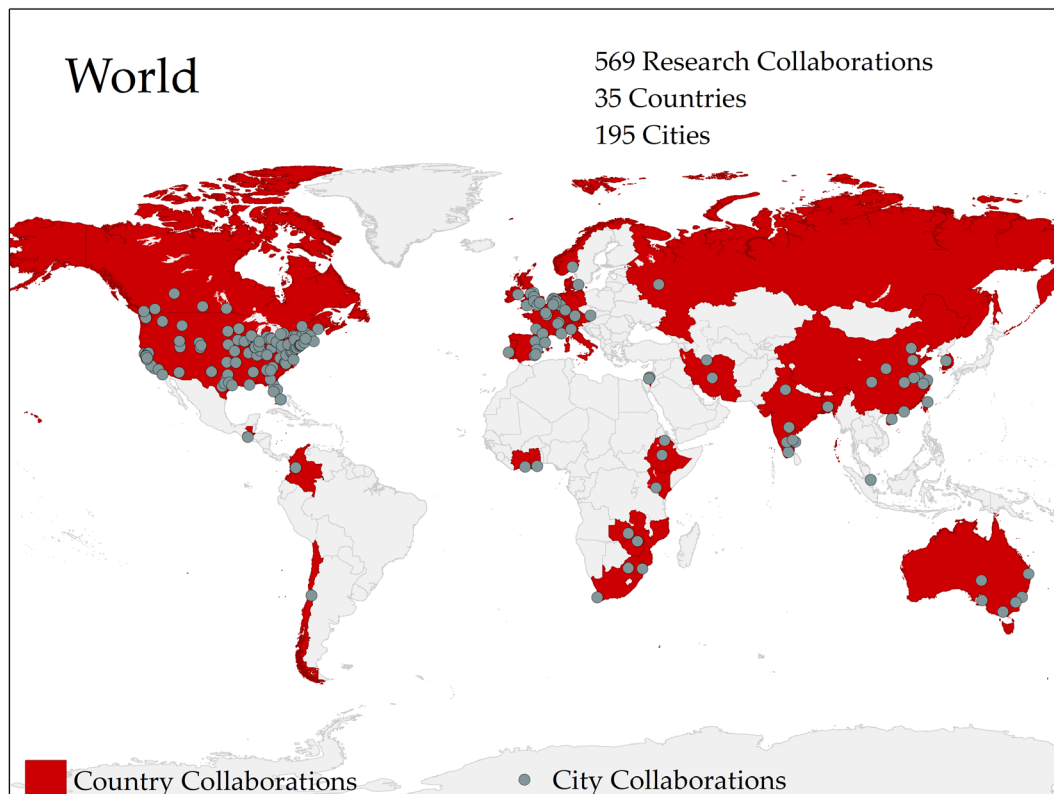 World
569 Research Collaborations
35 Countries
195 Cities
Country Collaborations
City Collaborations